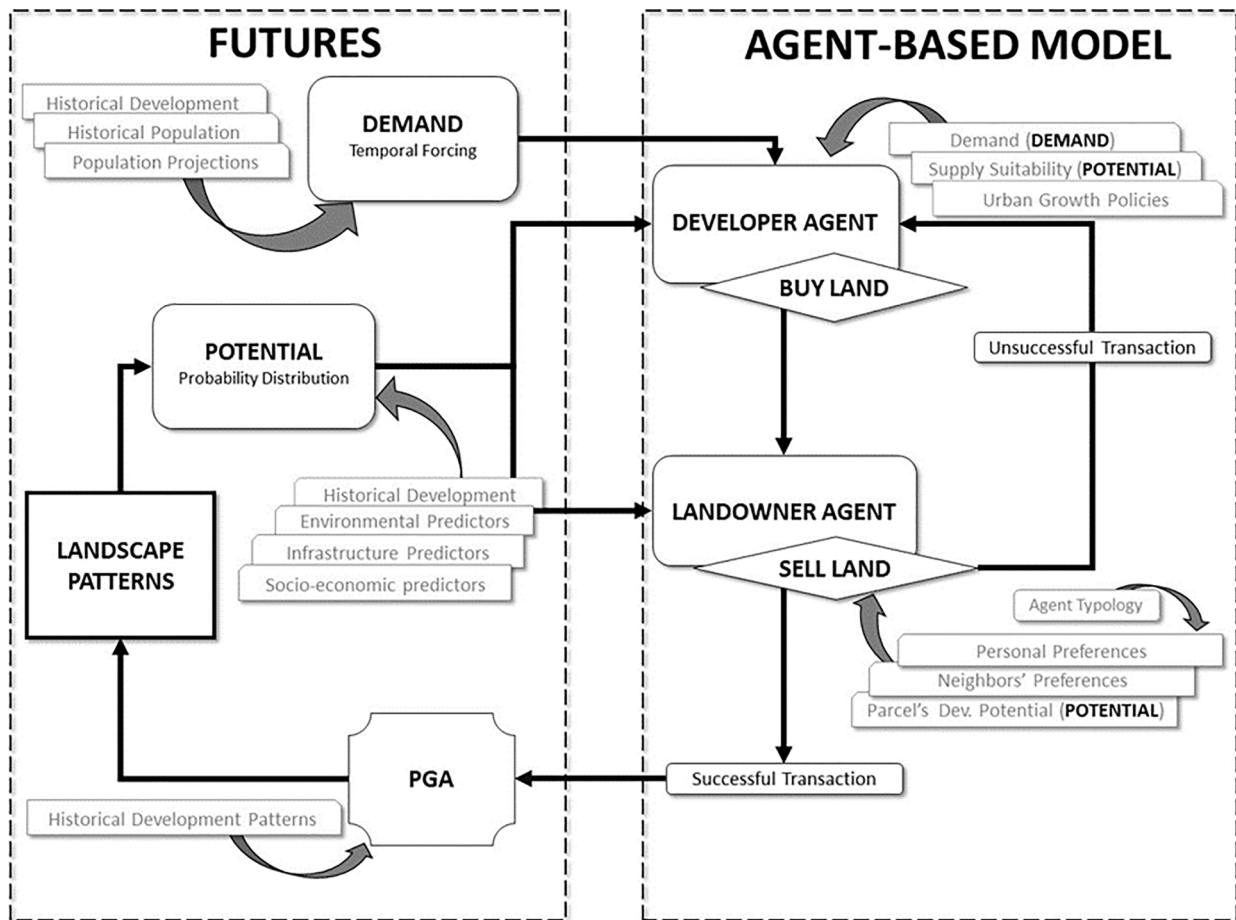 FUTURES
Historical Development
Historical Population
Population Projections
DEMAND
Temporal Forcing
POTENTIAL
Probability Distribution
Historical Development
Environmental Predictors
Infrastructure Predictors
Socio-economic predictors
LANDSCAPE
PATTERNS
PGA
Historical Development Patterns
AGENT-BASED MODEL
Demand (DEMAND)
Supply Suitability (POTENTIAL)
Urban Growth Policies
DEVELOPER AGENT
BUY LAND
Unsuccessful Transaction
LANDOWNER AGENT
SELL LAND
Agent Typology
Personal Preferences
Neighbors’ Preferences
Parcel’s Dev. Potential (POTENTIAL)
Successful Transaction